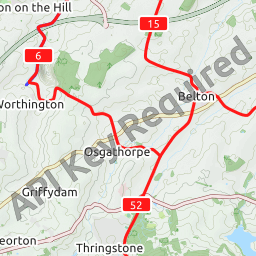 on on the Hill
15
6
Worthington
Belton
Osgathorpe
Griffydam
52
eorton
Thringstone
API Key Required